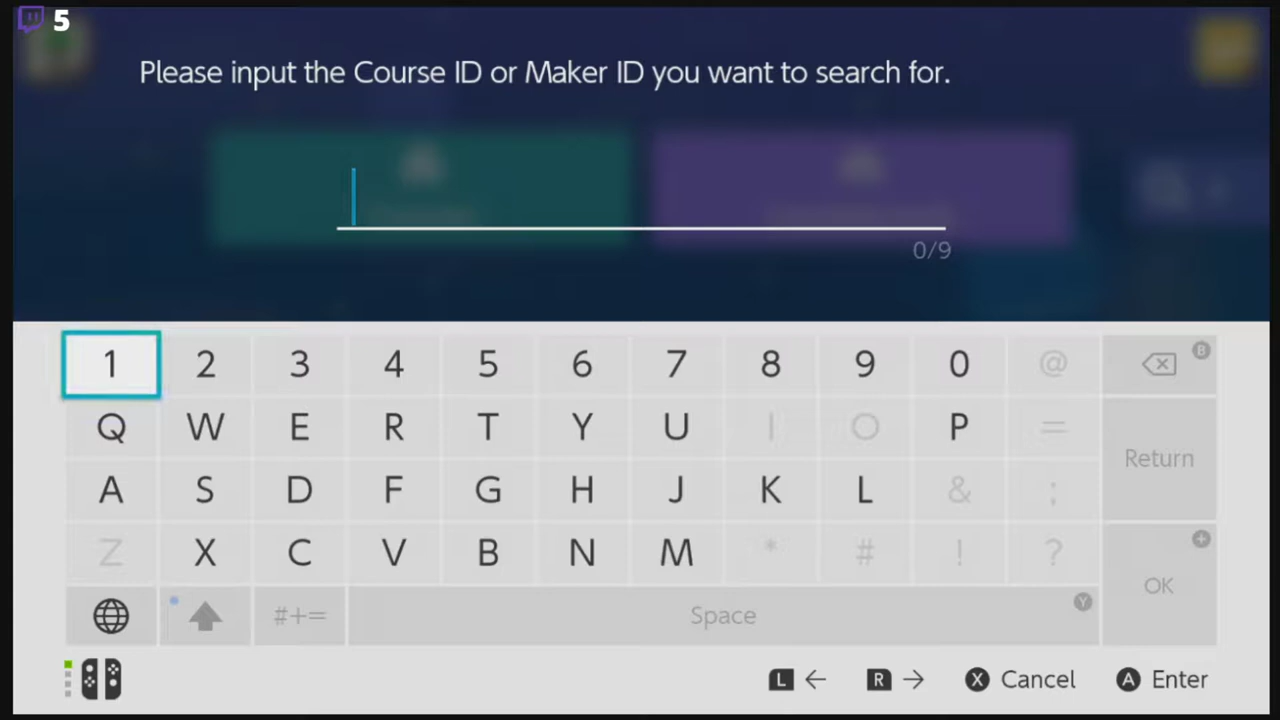 5
Please input the Course ID or Maker ID you want to search for.
0/9
1 2 3 4 5 6 7 8 9 0 @ B
Q W E R T Y U I O P = Return
A S D F G H J K L & ;
Z X C V B N M * # ! ? + OK
#+= Space Y
L ← R → X Cancel A Enter